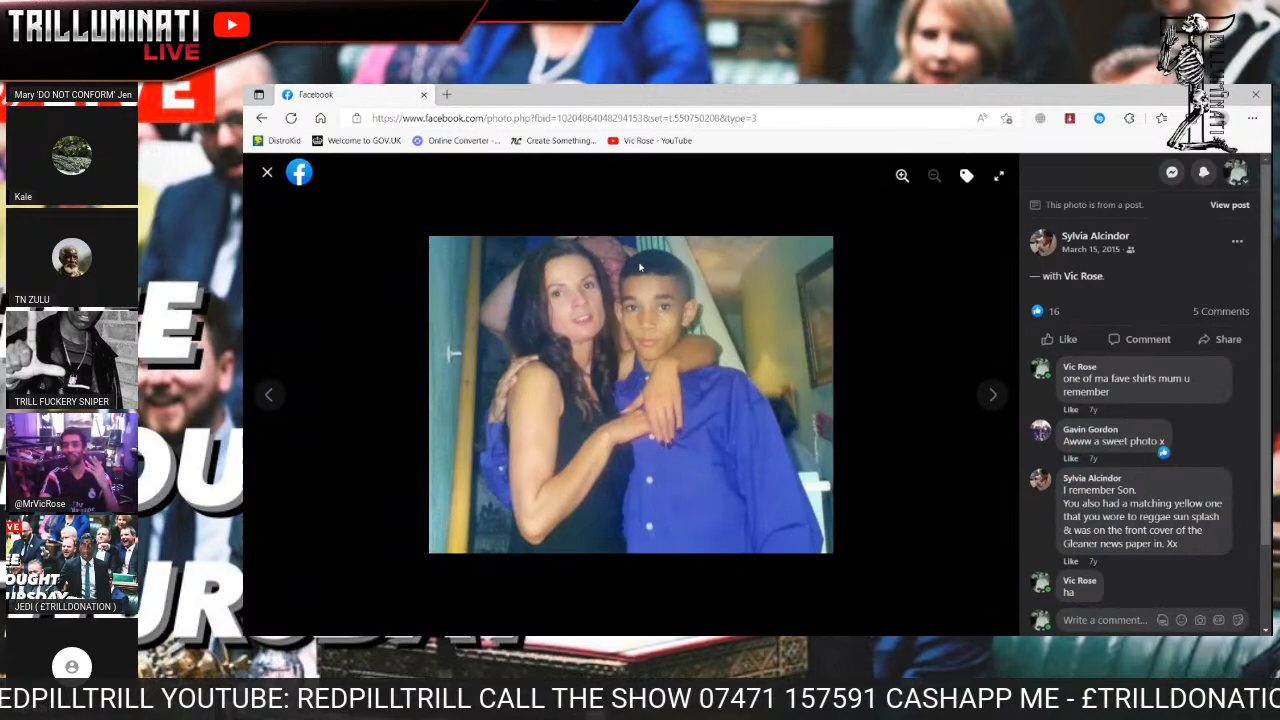 TRILLUMINATI
LIVE
TRILLUMINATI
Mary 'DO NOT CONFORM' Jen
Kale
TN ZULU
TRILL FUCKERY SNIPER
@MrVicRose
JEDI ( £TRILLDONATION )
Facebook
https://www.facebook.com/photo.php?fbid=10204864048294153&set=t.550750208&type=3
DistroKid
Welcome to GOV.UK
Online Converter -...
Create Something...
Vic Rose - YouTube
This photo is from a post.
View post
Sylvia Alcindor
March 15, 2015
— with Vic Rose.
16
5 Comments
Like
Comment
Share
Vic Rose
one of ma fave shirts mum u
remember
Like 7y
Gavin Gordon
Awww a sweet photo x
Like 7y
Sylvia Alcindor
I remember Son.
You also had a matching yellow one
that you wore to reggae sun splash
& was on the front cover of the
Gleaner news paper in. Xx
Like 7y
Vic Rose
ha
Write a comment...
EDPILLTRILL YOUTUBE: REDPILLTRILL CALL THE SHOW 07471 157591 CASHAPP ME - £TRILLDONATIO